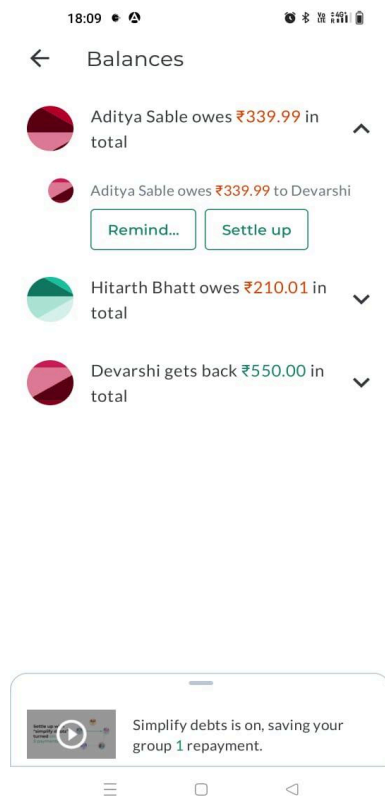 18:09
Balances
Aditya Sable owes ₹339.99 in
total
Aditya Sable owes ₹339.99 to Devarshi
Remind... Settle up
Hitarth Bhatt owes ₹210.01 in
total
Devarshi gets back ₹550.00 in
total
Simplify debts is on, saving your
group 1 repayment.